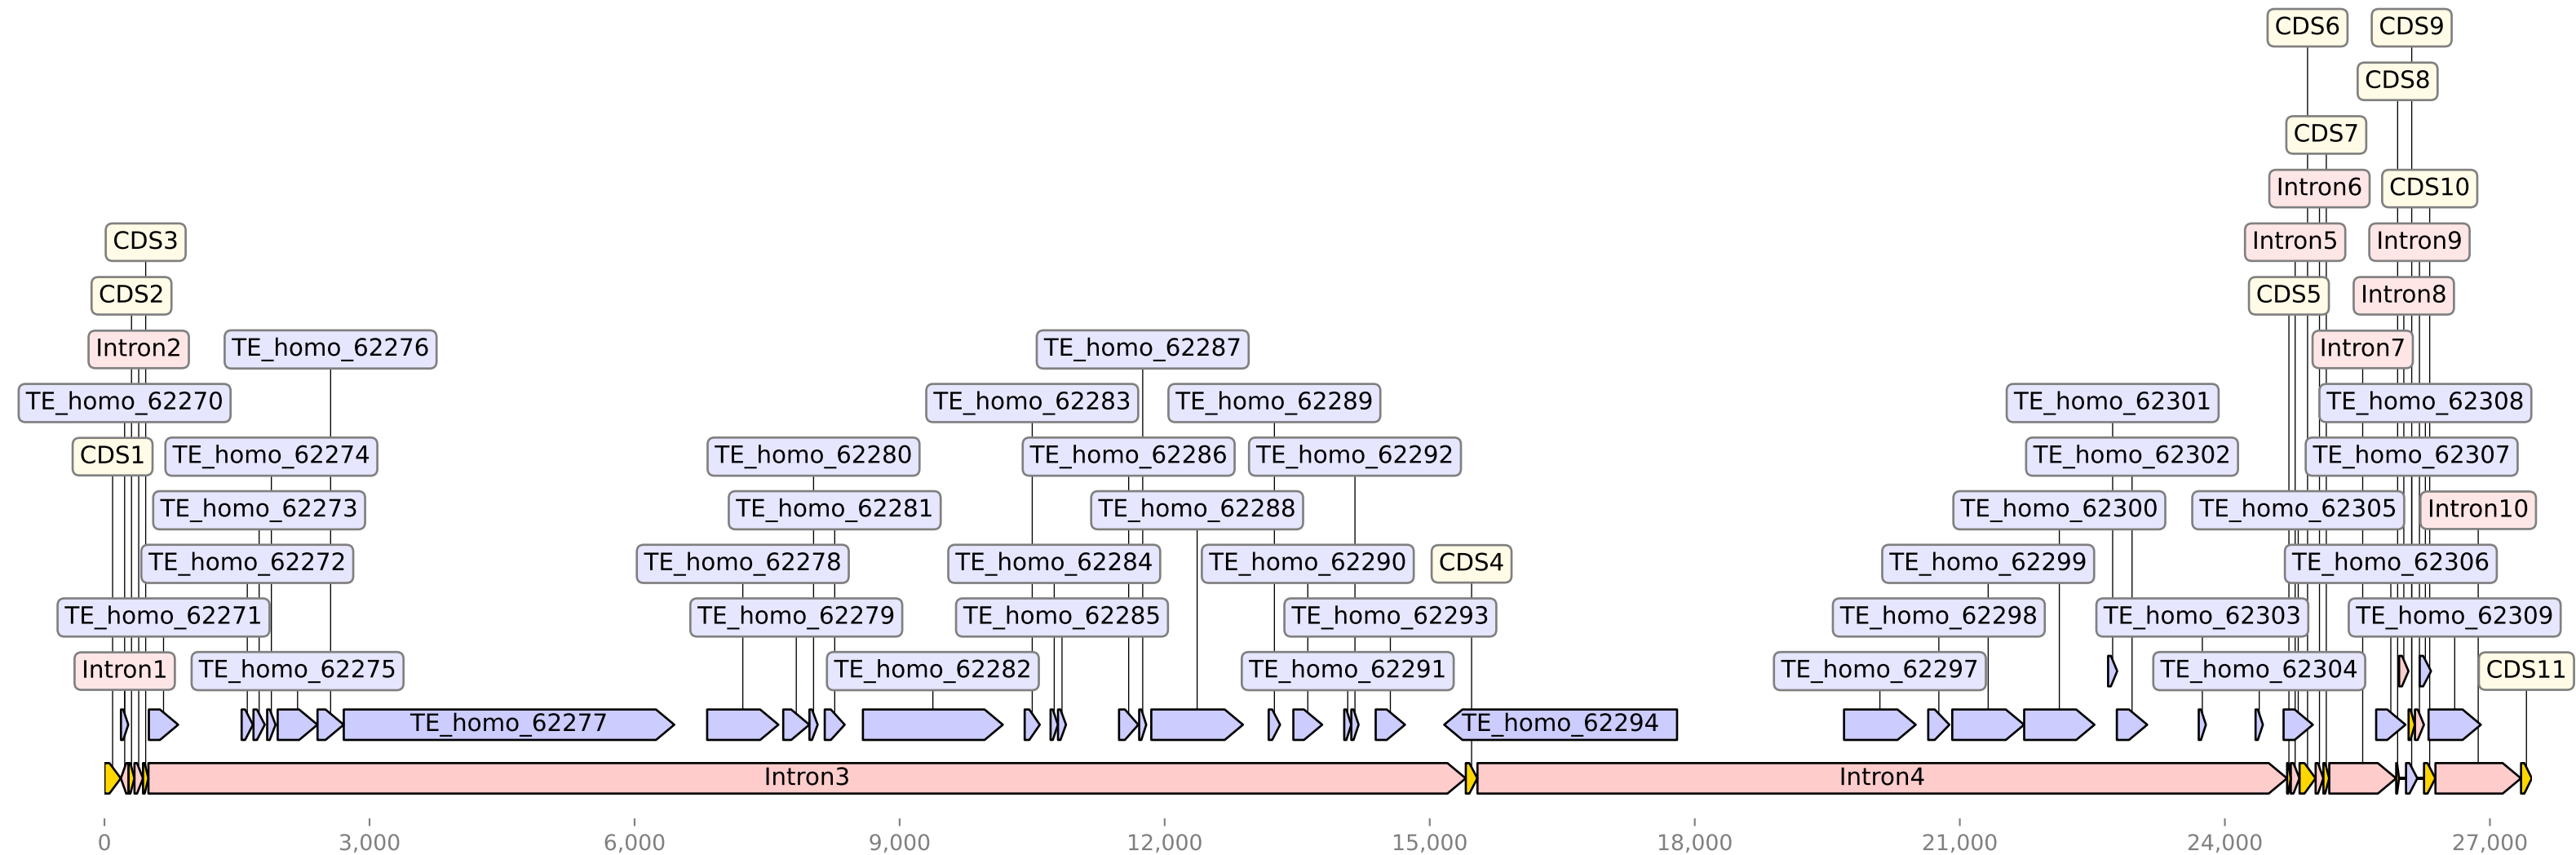 CDS6 CDS9
CDS8
CDS7
Intron6 CDS10
CDS3 Intron5 Intron9
CDS2 CDS5 Intron8
Intron2 TE_homo_62276 TE_homo_62287 Intron7
TE_homo_62270 TE_homo_62283 TE_homo_62289 TE_homo_62301 TE_homo_62308
CDS1 TE_homo_62274 TE_homo_62280 TE_homo_62286 TE_homo_62292 TE_homo_62302 TE_homo_62307
TE_homo_62273 TE_homo_62281 TE_homo_62288 TE_homo_62300 TE_homo_62305 Intron10
TE_homo_62272 TE_homo_62278 TE_homo_62284 TE_homo_62290 CDS4 TE_homo_62299 TE_homo_62306
TE_homo_62271 TE_homo_62279 TE_homo_62285 TE_homo_62293 TE_homo_62298 TE_homo_62303 TE_homo_62309
Intron1 TE_homo_62275 TE_homo_62282 TE_homo_62291 TE_homo_62297 TE_homo_62304 CDS11
TE_homo_62277 TE_homo_62294
Intron3 Intron4
0 3,000 6,000 9,000 12,000 15,000 18,000 21,000 24,000 27,000